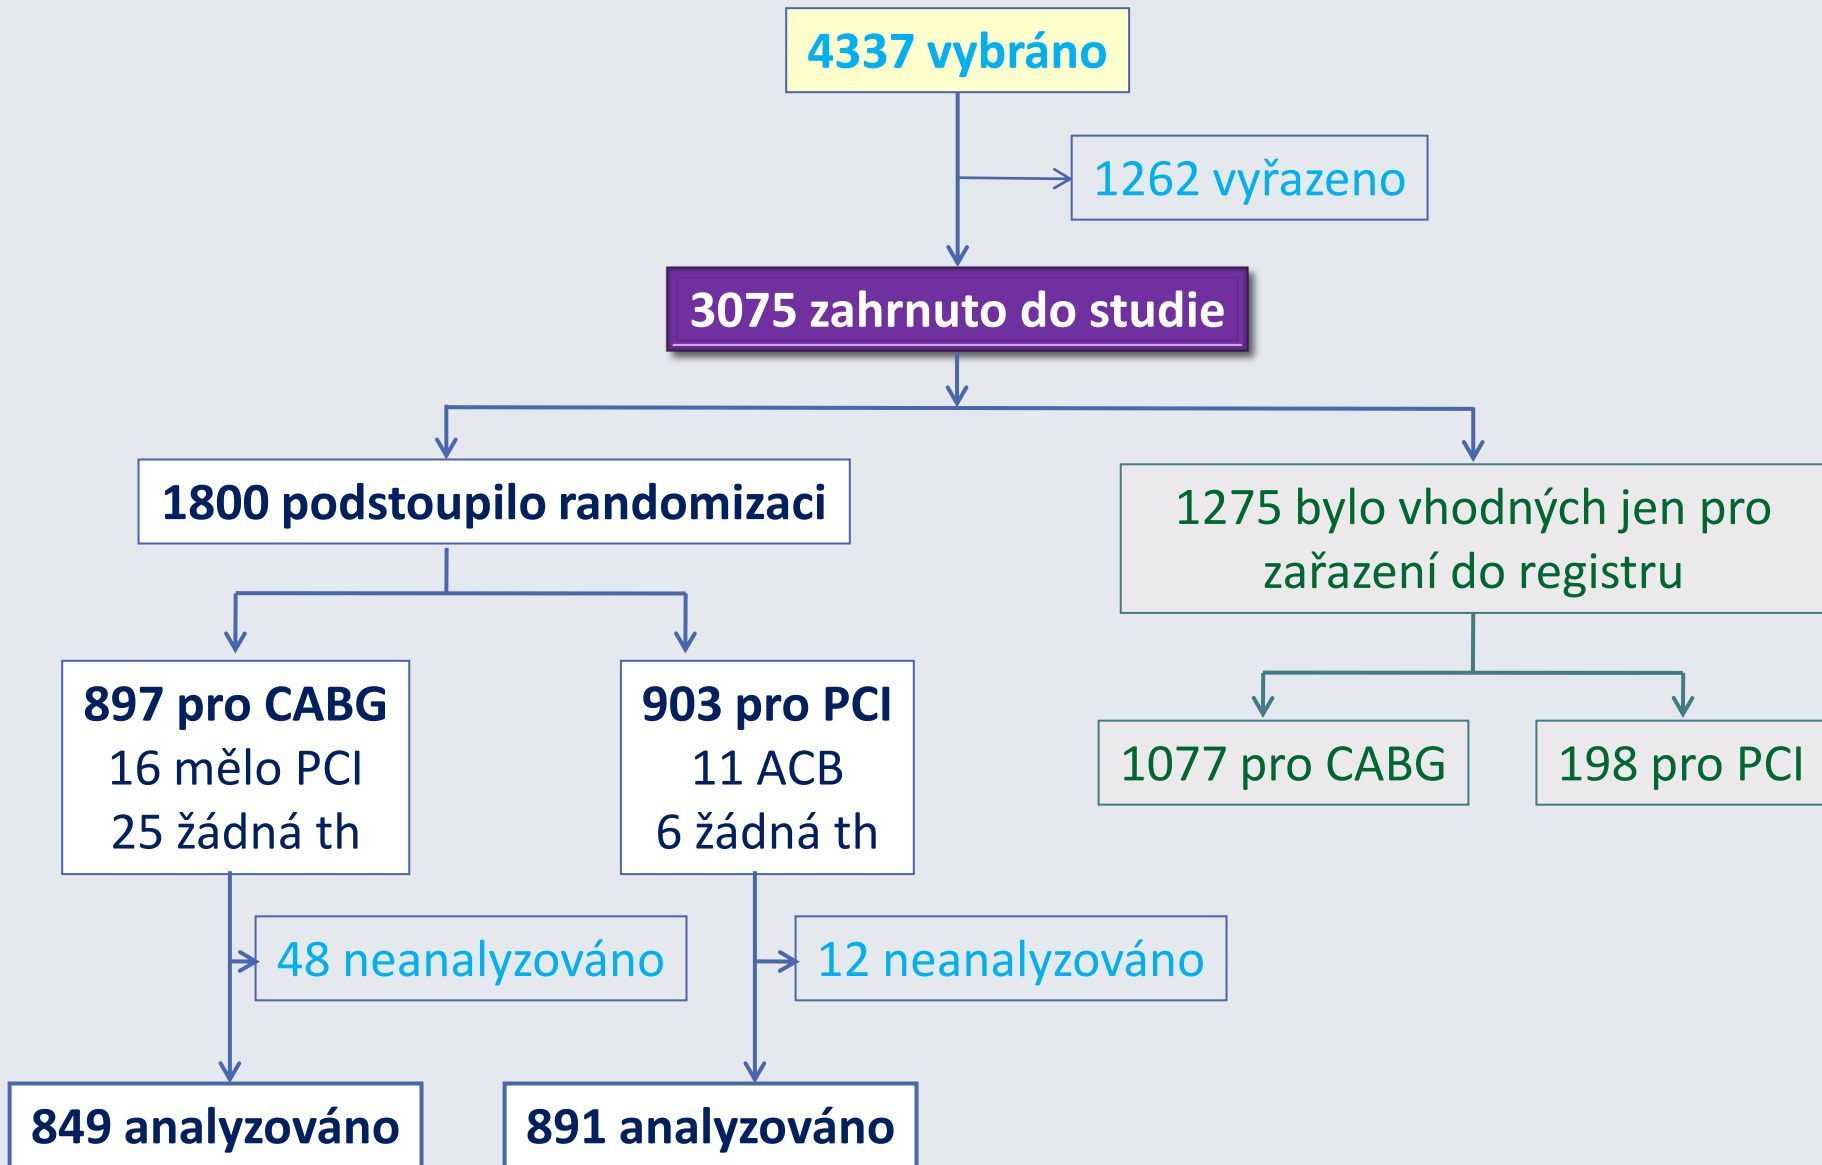 4337 vybráno
1262 vyřazeno
3075 zahrnuto do studie
1800 podstoupilo randomizaci
1275 bylo vhodných jen pro
zařazení do registru
897 pro CABG
16 mělo PCI
25 žádná th
903 pro PCI
11 ACB
6 žádná th
1077 pro CABG
198 pro PCI
48 neanalyzováno
12 neanalyzováno
849 analyzováno
891 analyzováno